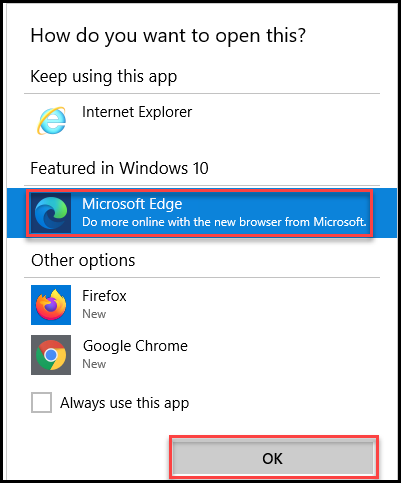 How do you want to open this?
Keep using this app
Internet Explorer
Featured in Windows 10
Microsoft Edge
Do more online with the new browser from Microsoft.
Other options
Firefox
New
Google Chrome
New
Always use this app
OK